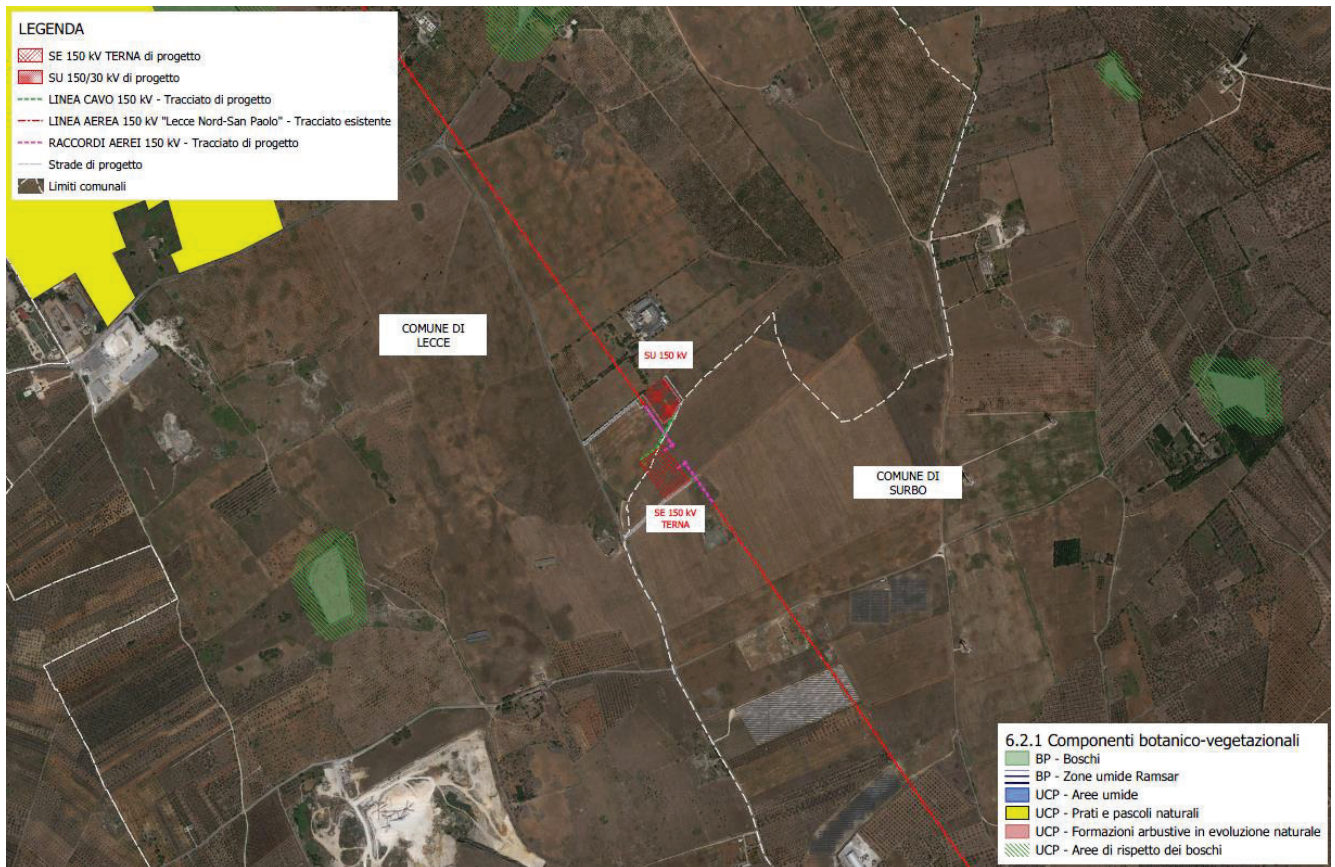 LEGENDA
SE 150 kV TERNA di progetto
SU 150/30 kV di progetto
LINEA CAVO 150 kV - Tracciato di progetto
LINEA AEREA 150 kV "Lecce Nord-San Paolo" - Tracciato esistente
RACCORDI AEREI 150 kV - Tracciato di progetto
Strade di progetto
Limiti comunali
COMUNE DI
LECCE
SU 150 kV
COMUNE DI
SURBO
SE 150 kV
TERNA
6.2.1 Componenti botanico-vegetazionali
BP - Boschi
BP - Zone umide Ramsar
UCP - Aree umide
UCP - Prati e pascoli naturali
UCP - Formazioni arbustive in evoluzione naturale
UCP - Aree di rispetto dei boschi